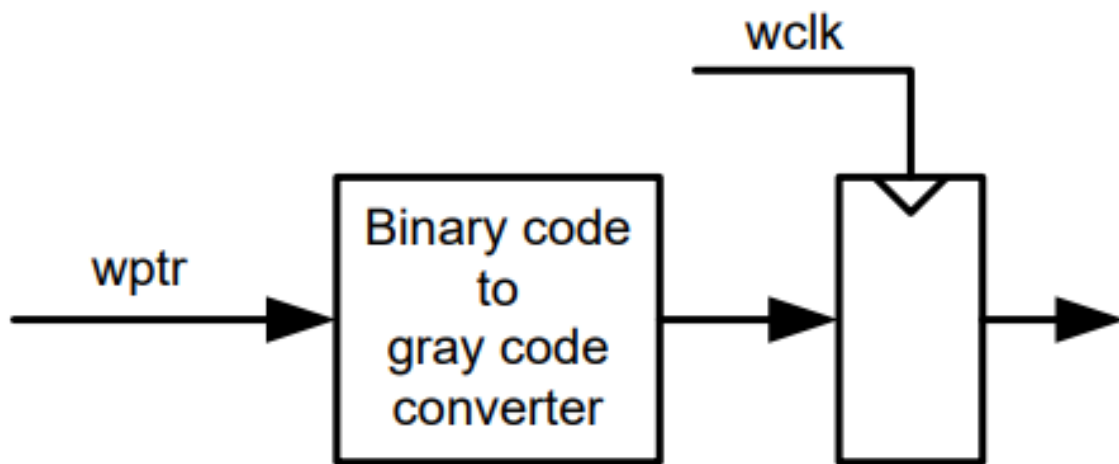 wclk
wptr
Binary code
to
gray code
converter